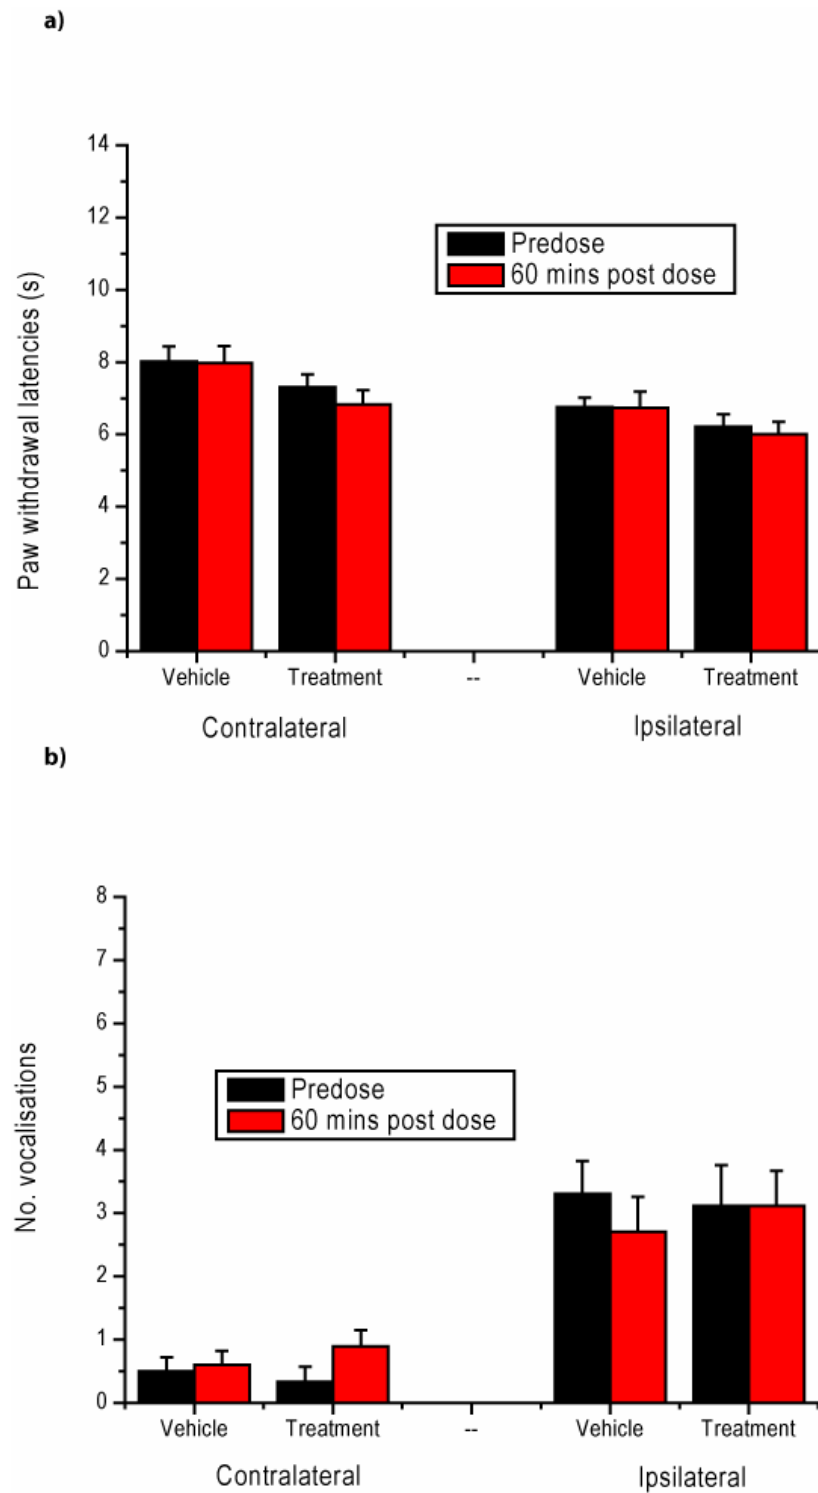 a)
14
12
10
8
6
4
2
0
Paw withdrawal latencies (s)
Predose
60 mins post dose
Vehicle Treatment -- Vehicle Treatment
Contralateral Ipsilateral
b)
8
7
6
5
4
3
2
1
0
No. vocalisations
Predose
60 mins post dose
Vehicle Treatment -- Vehicle Treatment
Contralateral Ipsilateral